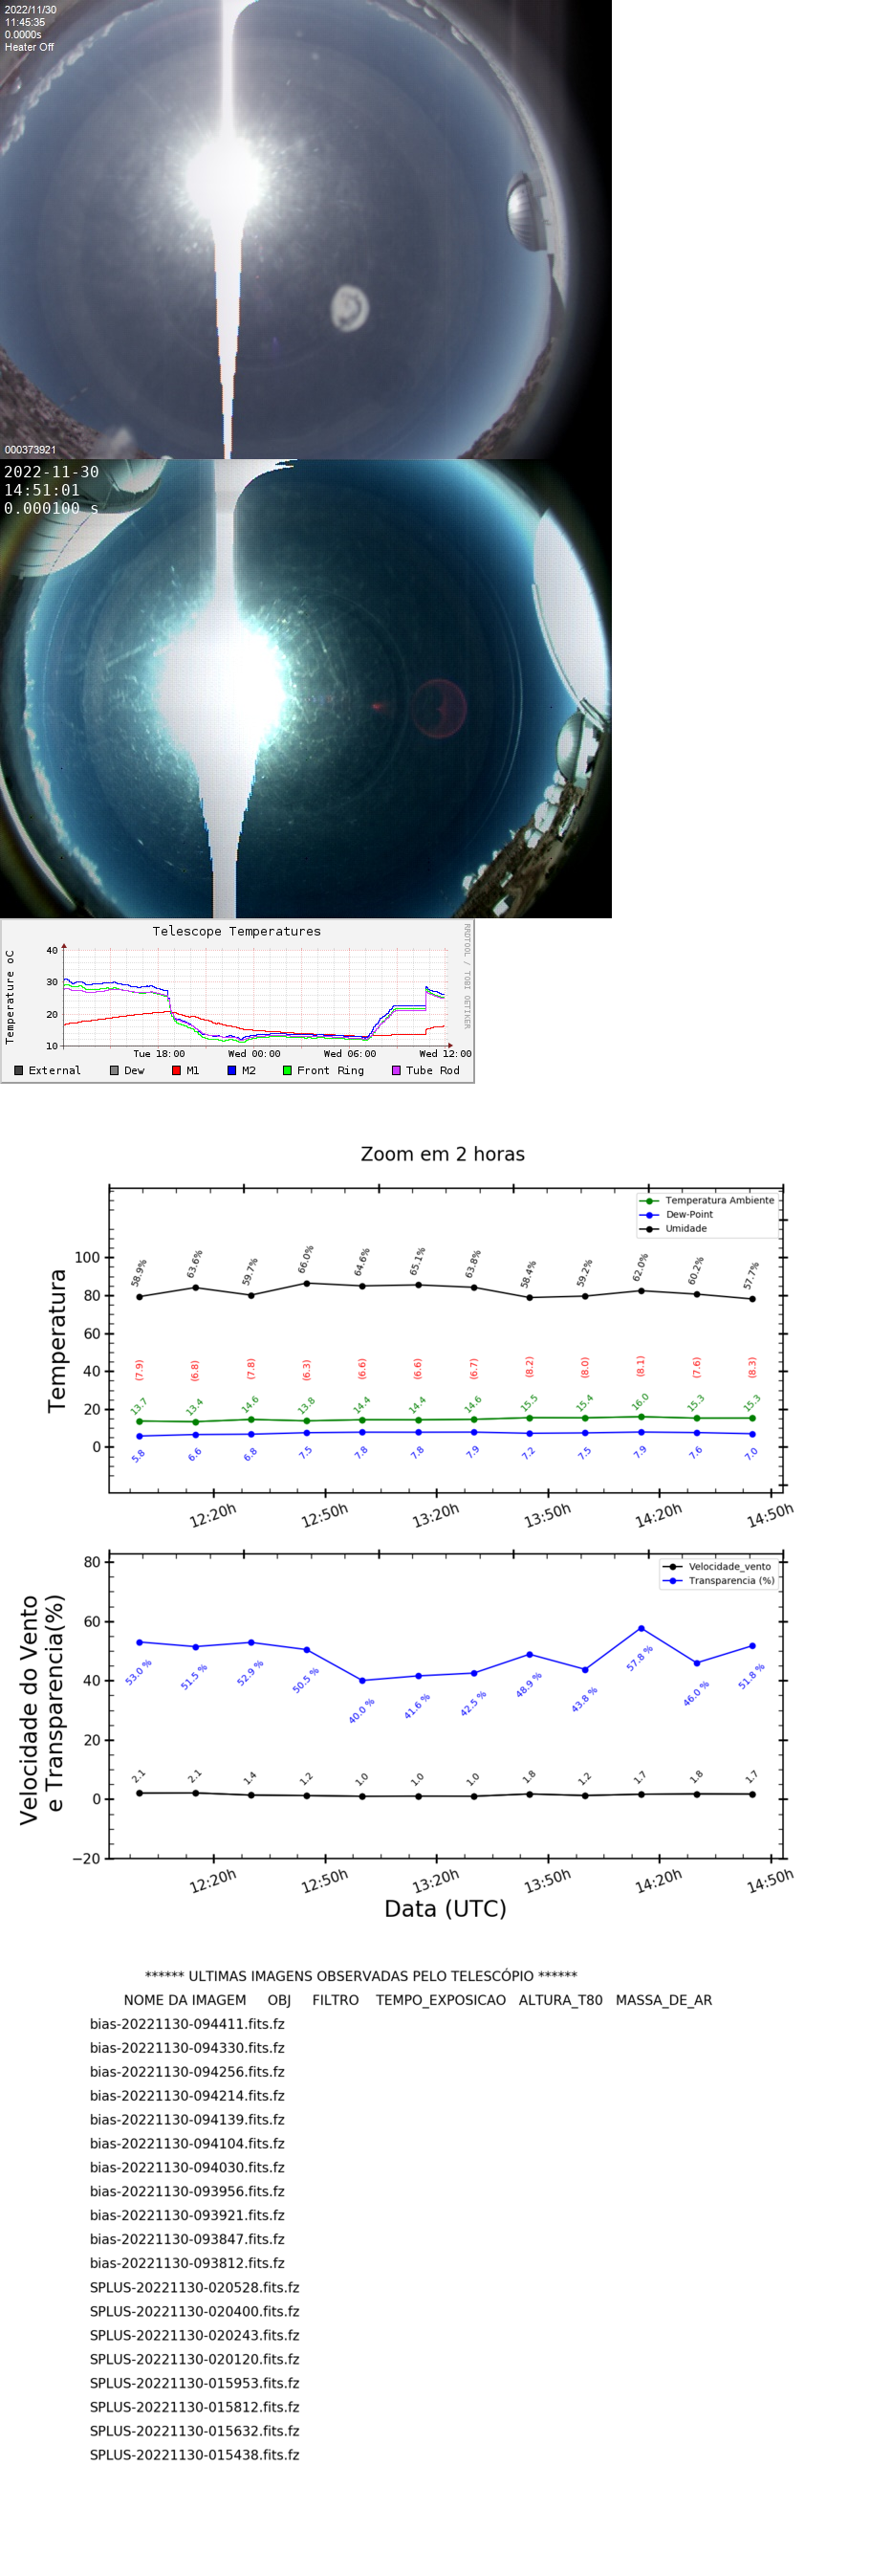 2022/11/30
11:45:35
0.0000s
Heater Off
000373921
2022-11-30
14:51:01
0.000100 s
Telescope Temperatures
RRDTOOL / TOBI OETIKER
Temperature oC
40
30
20
10
Tue 18:00 Wed 00:00 Wed 06:00 Wed 12:00
External Dew M1 M2 Front Ring Tube Rod
Zoom em 2 horas
Temperatura Ambiente
Dew-Point
Umidade
Temperatura
100
80
60
40
20
0
58.9% 63.6% 59.7% 66.0% 64.6% 65.1% 63.8% 58.4% 59.2% 62.0% 60.2% 57.7%
(7.9) (6.8) (7.8) (6.3) (6.6) (6.6) (6.7) (8.2) (8.0) (8.1) (7.6) (8.3)
13.7 13.4 14.6 13.8 14.4 14.4 14.6 15.5 15.4 16.0 15.3 15.3
5.8 6.6 6.8 7.5 7.8 7.8 7.9 7.2 7.5 7.9 7.6 7.0
12:20h 12:50h 13:20h 13:50h 14:20h 14:50h
Velocidade_vento
Transparencia (%)
Velocidade do Vento
e Transparencia(%)
80
60
40
20
0
−20
53.0 % 51.5 % 52.9 % 50.5 % 40.0 % 41.6 % 42.5 % 48.9 % 43.8 % 57.8 % 46.0 % 51.8 %
2.1 2.1 1.4 1.2 1.0 1.0 1.0 1.8 1.2 1.7 1.8 1.7
12:20h 12:50h 13:20h 13:50h 14:20h 14:50h
Data (UTC)
****** ULTIMAS IMAGENS OBSERVADAS PELO TELESCÓPIO ******
NOME DA IMAGEM OBJ FILTRO TEMPO_EXPOSICAO ALTURA_T80 MASSA_DE_AR
bias-20221130-094411.fits.fz
bias-20221130-094330.fits.fz
bias-20221130-094256.fits.fz
bias-20221130-094214.fits.fz
bias-20221130-094139.fits.fz
bias-20221130-094104.fits.fz
bias-20221130-094030.fits.fz
bias-20221130-093956.fits.fz
bias-20221130-093921.fits.fz
bias-20221130-093847.fits.fz
bias-20221130-093812.fits.fz
SPLUS-20221130-020528.fits.fz
SPLUS-20221130-020400.fits.fz
SPLUS-20221130-020243.fits.fz
SPLUS-20221130-020120.fits.fz
SPLUS-20221130-015953.fits.fz
SPLUS-20221130-015812.fits.fz
SPLUS-20221130-015632.fits.fz
SPLUS-20221130-015438.fits.fz